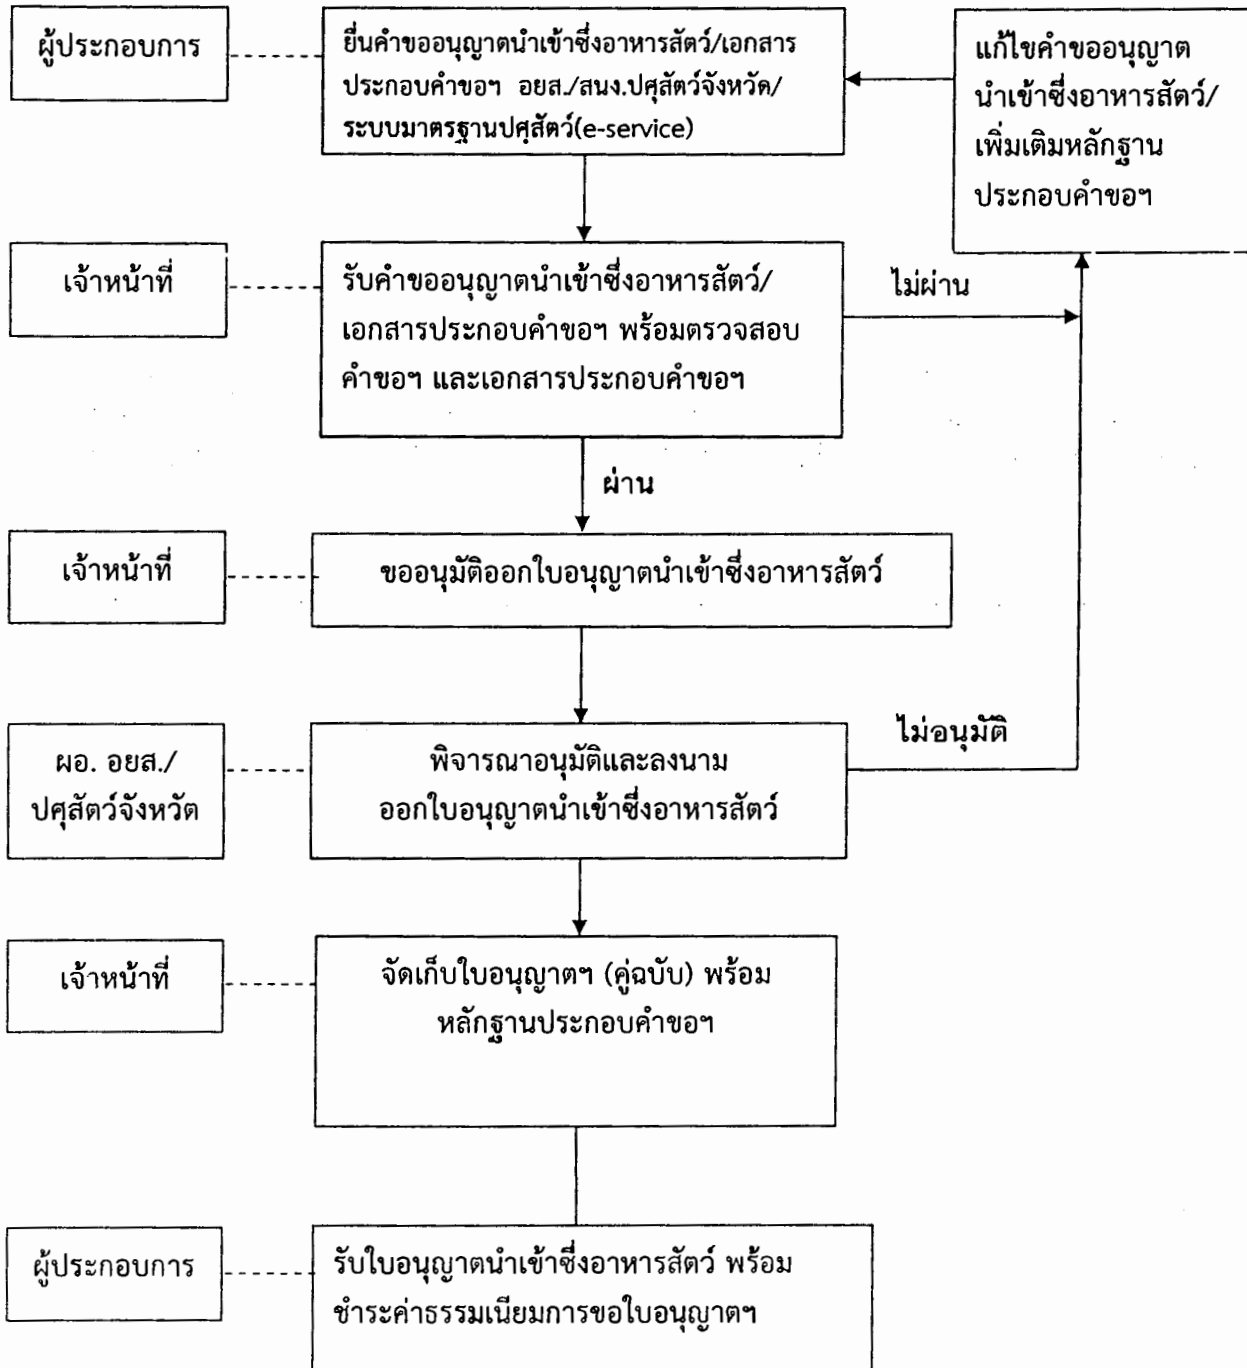 ผู้ประกอบการ
ยื่นคำขออนุญาตนำเข้าซึ่งอาหารสัตว์/เอกสาร
ประกอบคำขอฯ อยส./สนง.ปศุสัตว์จังหวัด/
ระบบมาตรฐานปศุสัตว์(e-service)
แก้ไขคำขออนุญาต
นำเข้าซึ่งอาหารสัตว์/
เพิ่มเติมหลักฐาน
ประกอบคำขอฯ
เจ้าหน้าที่
รับคำขออนุญาตนำเข้าซึ่งอาหารสัตว์/
เอกสารประกอบคำขอฯ พร้อมตรวจสอบ
คำขอฯ และเอกสารประกอบคำขอฯ
ไม่ผ่าน
ผ่าน
เจ้าหน้าที่
ขออนุมัติออกใบอนุญาตนำเข้าซึ่งอาหารสัตว์
ผอ. อยส./
ปศุสัตว์จังหวัด
พิจารณาอนุมัติและลงนาม
ออกใบอนุญาตนำเข้าซึ่งอาหารสัตว์
ไม่อนุมัติ
เจ้าหน้าที่
จัดเก็บใบอนุญาตฯ (คู่ฉบับ) พร้อม
หลักฐานประกอบคำขอฯ
ผู้ประกอบการ
รับใบอนุญาตนำเข้าซึ่งอาหารสัตว์ พร้อม
ชำระค่าธรรมเนียมการขอใบอนุญาตฯ